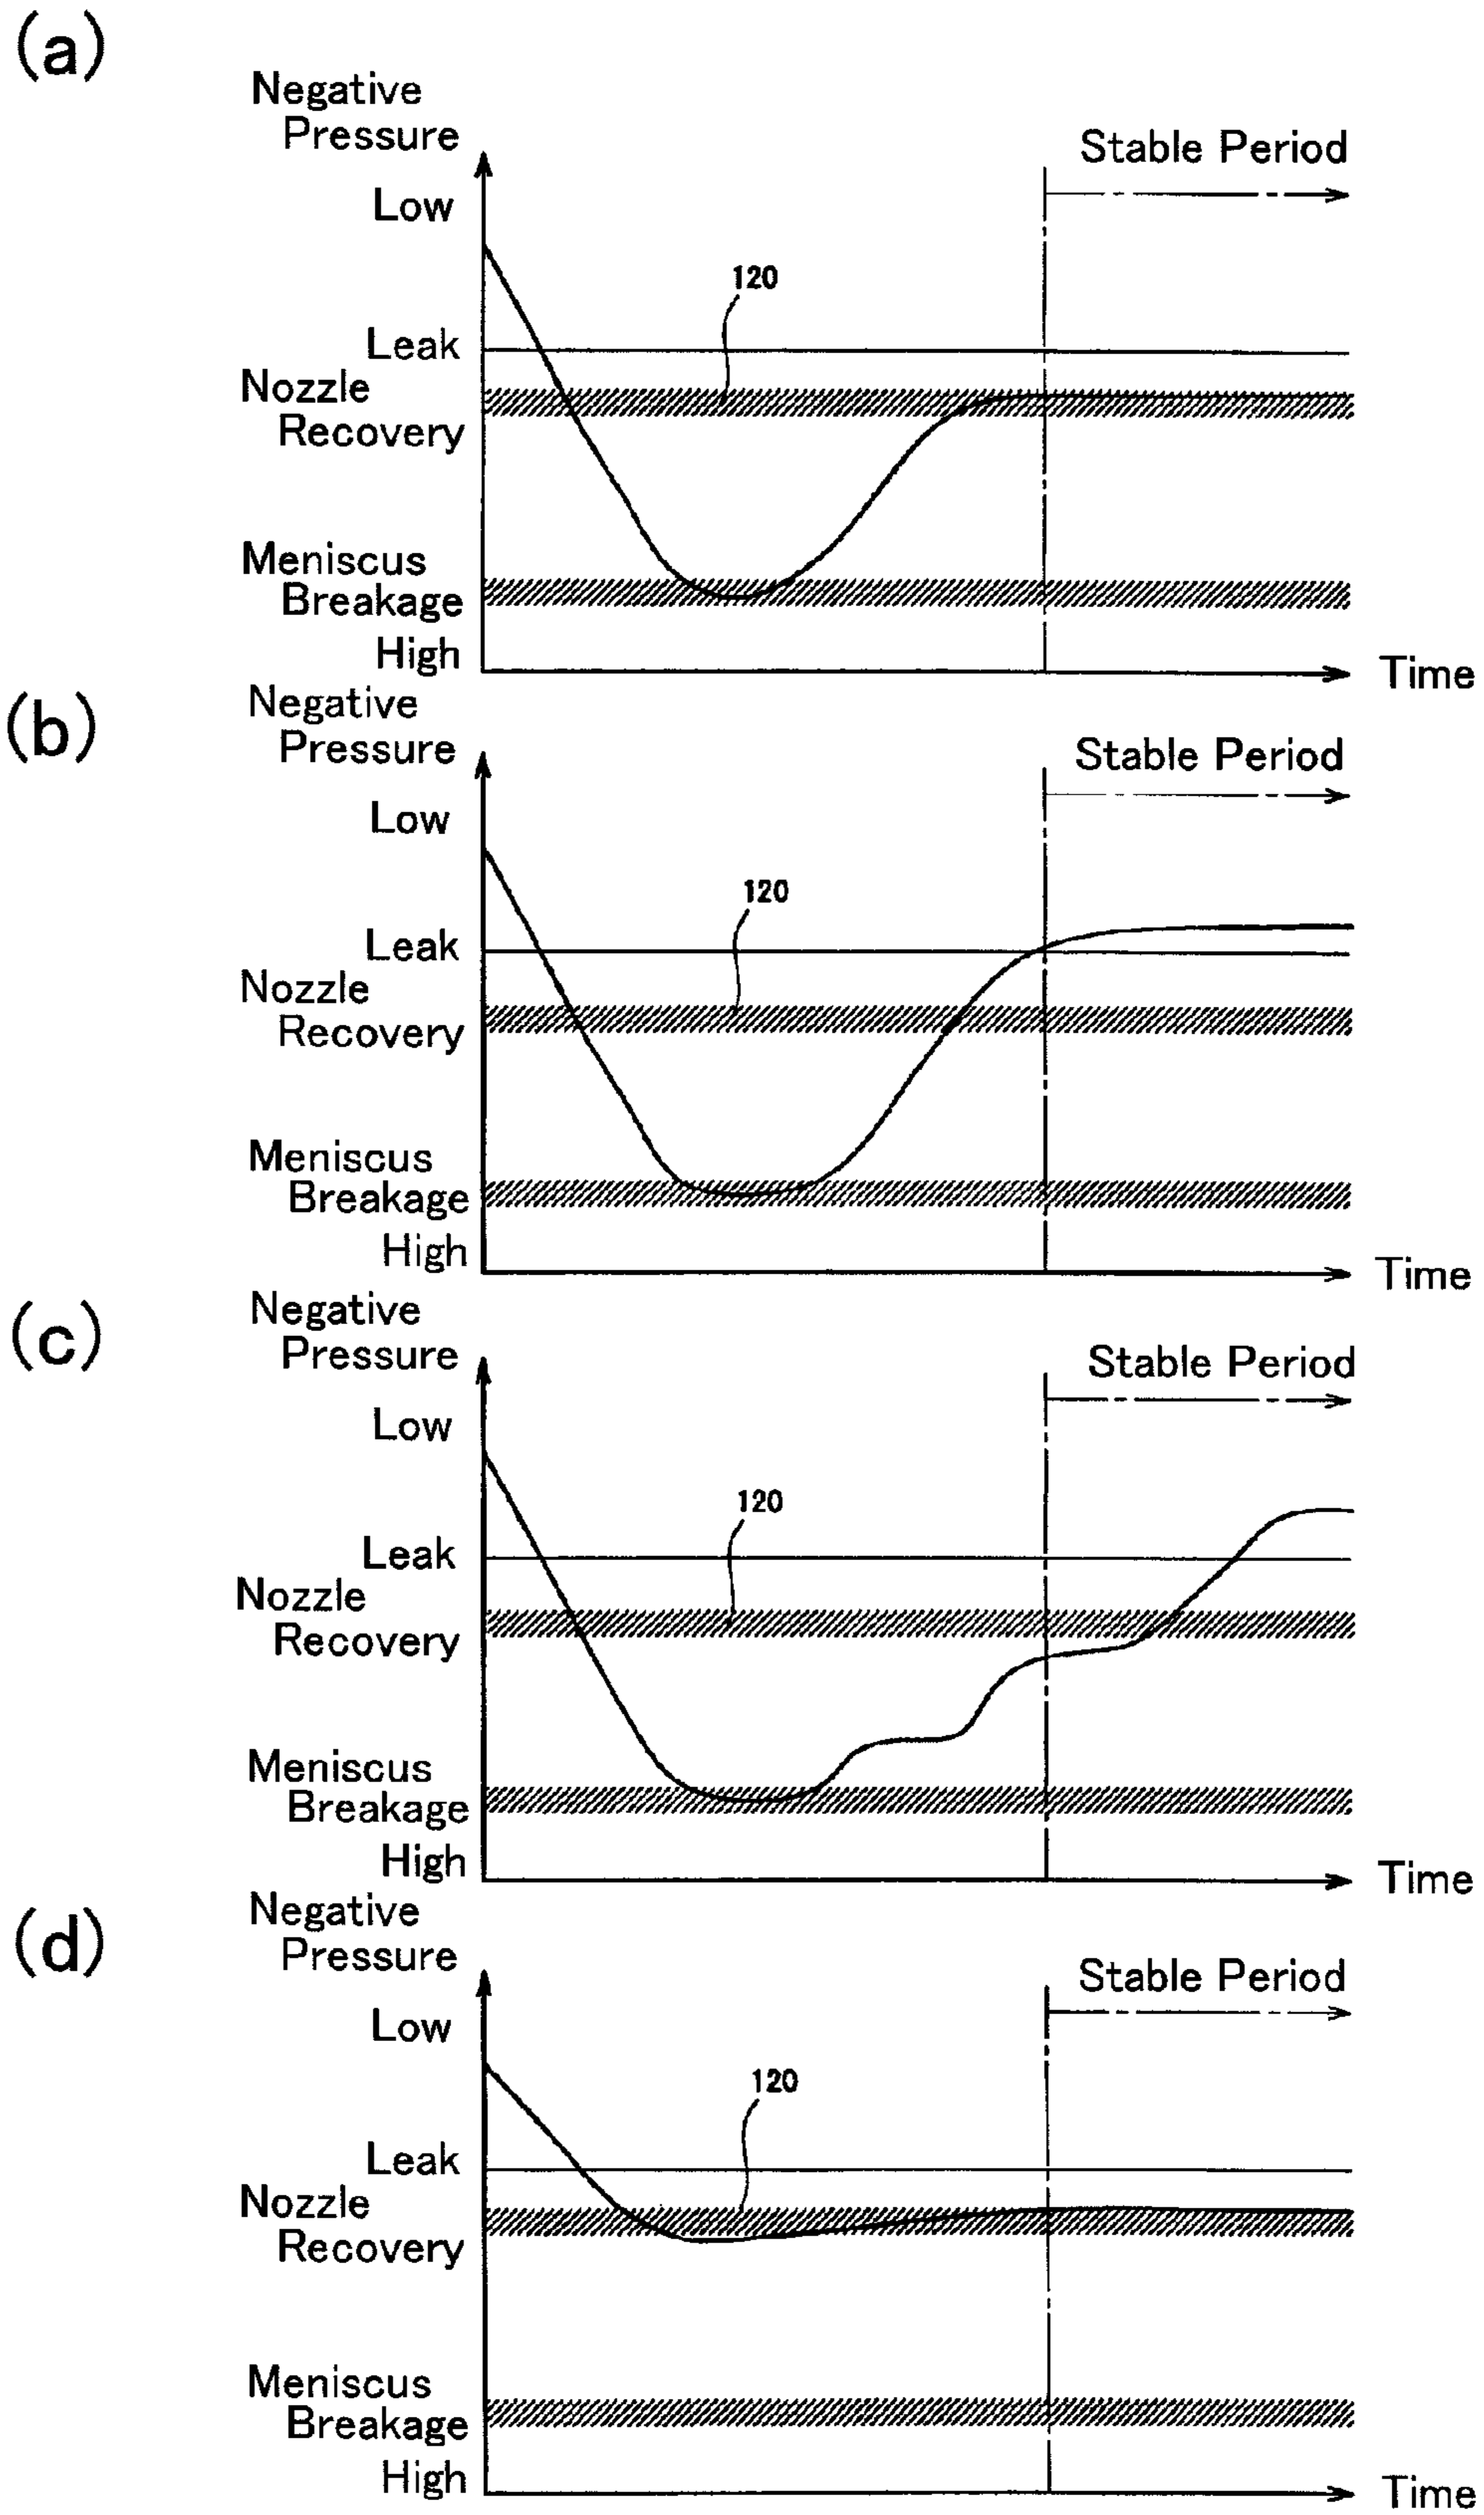 (a)
Negative
Pressure
Stable Period
Low
120
Leak
Nozzle
Recovery
Meniscus
Breakage
High
Time
(b)
Negative
Pressure
Stable Period
Low
120
Leak
Nozzle
Recovery
Meniscus
Breakage
High
Time
(c)
Negative
Pressure
Stable Period
Low
120
Leak
Nozzle
Recovery
Meniscus
Breakage
High
Time
(d)
Negative
Pressure
Stable Period
Low
120
Leak
Nozzle
Recovery
Meniscus
Breakage
High
Time